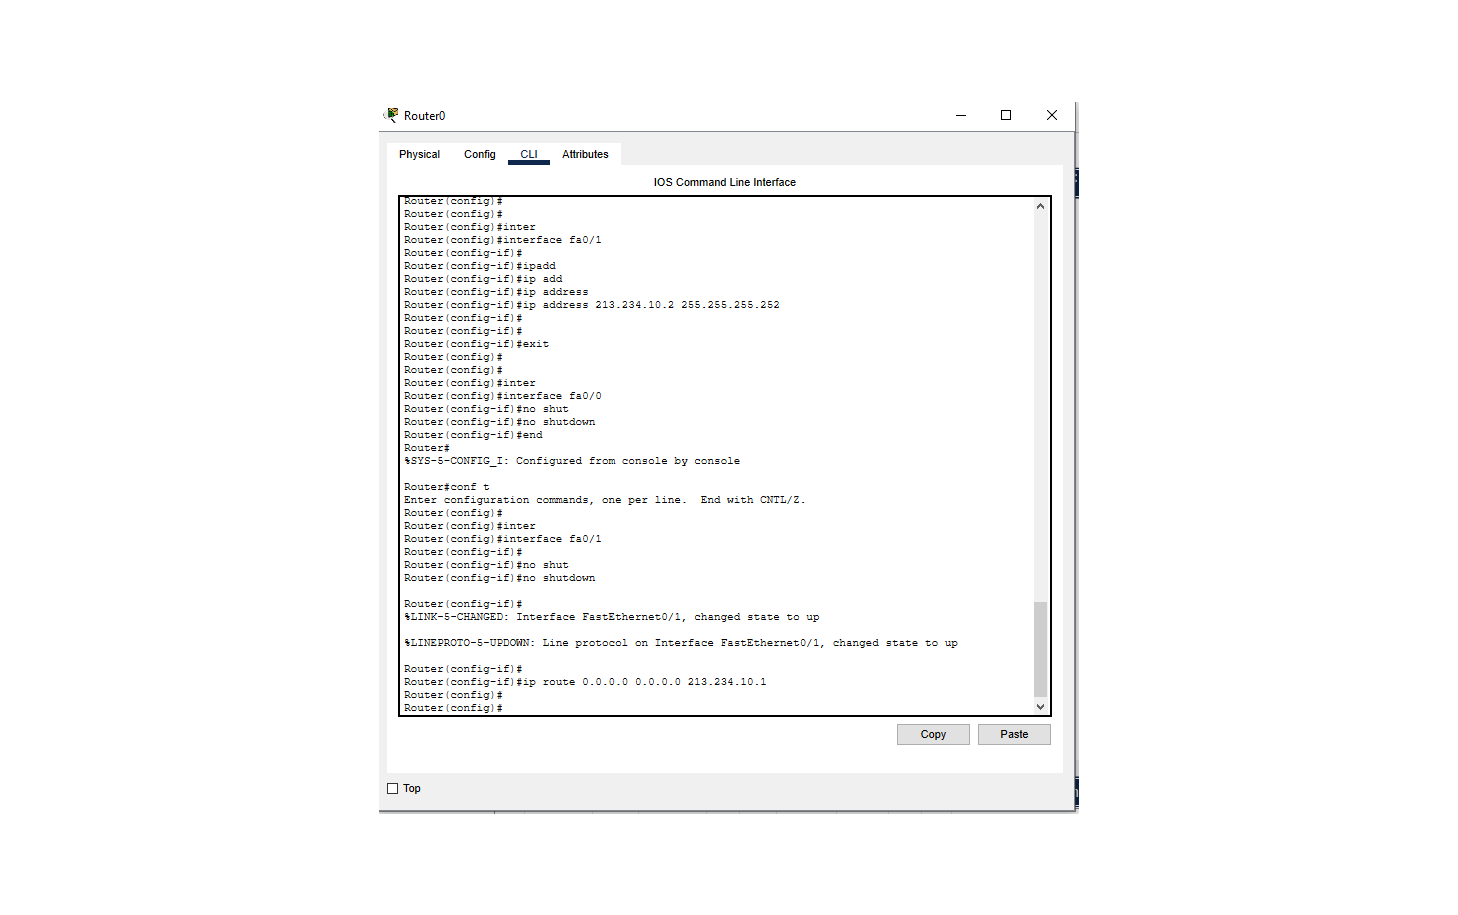 Router0
Physical Config CLI Attributes
IOS Command Line Interface
Router(config)#
Router(config)#
Router(config)#inter
Router(config)#interface fa0/1
Router(config-if)#
Router(config-if)#ipadd
Router(config-if)#ip add
Router(config-if)#ip address
Router(config-if)#ip address 213.234.10.2 255.255.255.252
Router(config-if)#
Router(config-if)#
Router(config-if)#exit
Router(config)#
Router(config)#
Router(config)#inter
Router(config)#interface fa0/0
Router(config-if)#no shut
Router(config-if)#no shutdown
Router(config-if)#end
Router#
%SYS-5-CONFIG_I: Configured from console by console
Router#conf t
Enter configuration commands, one per line.  End with CNTL/Z.
Router(config)#
Router(config)#inter
Router(config)#interface fa0/1
Router(config-if)#
Router(config-if)#no shut
Router(config-if)#no shutdown
Router(config-if)#
%LINK-5-CHANGED: Interface FastEthernet0/1, changed state to up
%LINEPROTO-5-UPDOWN: Line protocol on Interface FastEthernet0/1, changed state to up
Router(config-if)#
Router(config-if)#ip route 0.0.0.0 0.0.0.0 213.234.10.1
Router(config)#
Router(config)#
Copy Paste
Top